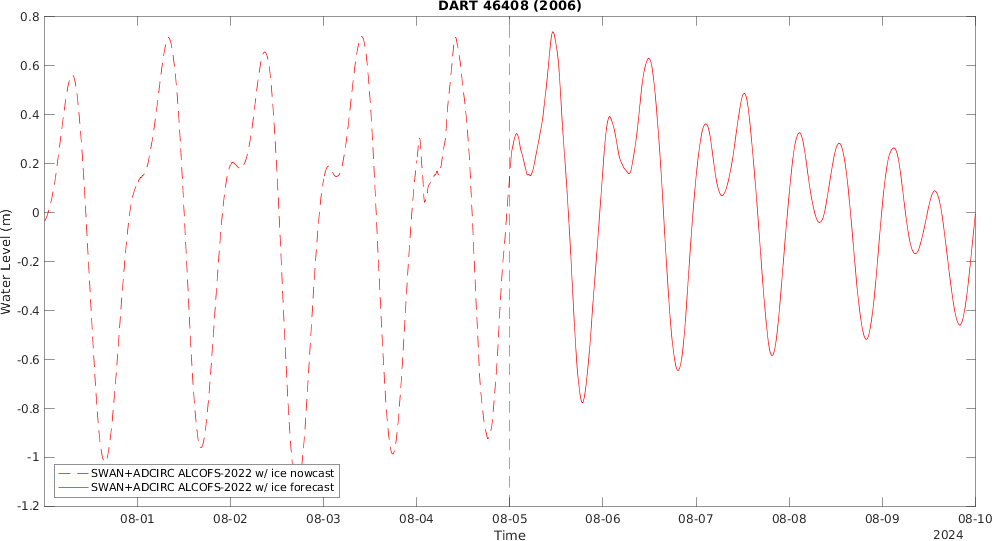 DART 46408 (2006)
0.8
0.6
0.4
0.2
0
-0.2
-0.4
-0.6
-0.8
-1
-1.2
Water Level (m)
SWAN+ADCIRC ALCOFS-2022 w/ ice nowcast
SWAN+ADCIRC ALCOFS-2022 w/ ice forecast
08-01 08-02 08-03 08-04 08-05 08-06 08-07 08-08 08-09 08-10
Time
2024